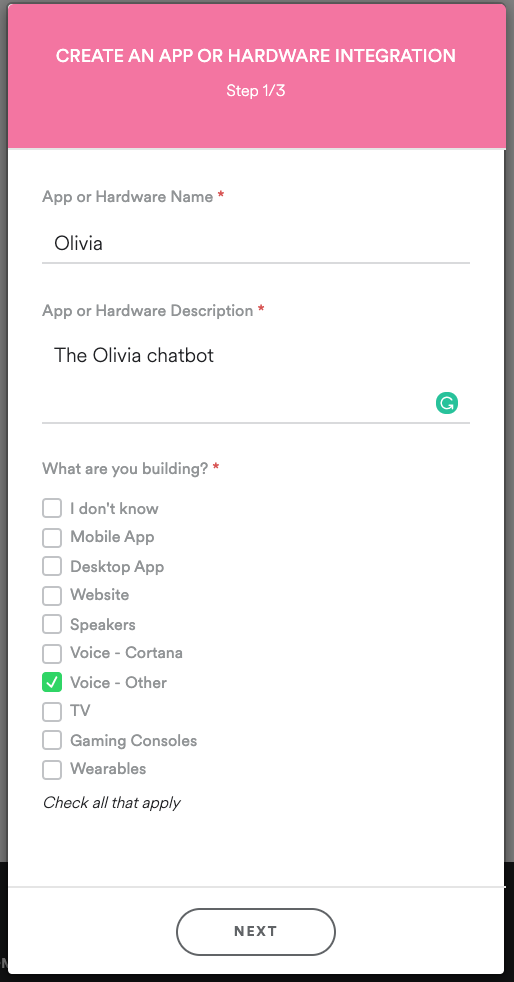 CREATE AN APP OR HARDWARE INTEGRATION
Step 1/3
App or Hardware Name *
Olivia
App or Hardware Description *
The Olivia chatbot
What are you building? *
I don't know
Mobile App
Desktop App
Website
Speakers
Voice - Cortana
Voice - Other
TV
Gaming Consoles
Wearables
Check all that apply
NEXT